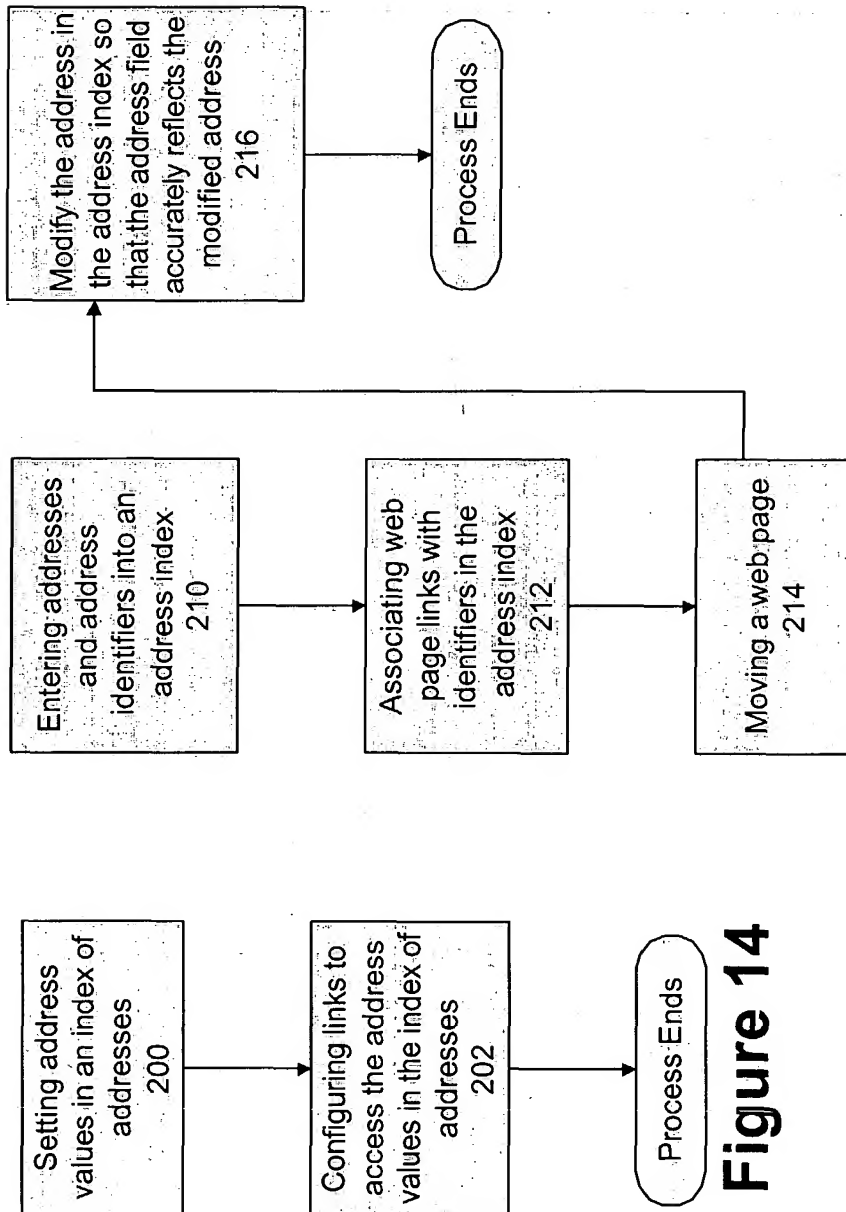 Setting address
values in an index of
addresses
200
Configuring links to
access the address
values in the index of
addresses
202
Process Ends
Figure 14
Entering addresses
and address
identifiers into an
address index
210
Associating web
page links with
identifiers in the
address index
212
Moving a web page
214
Modify the address in
the address index so
that the address field
accurately reflects the
modified address
216
Process Ends